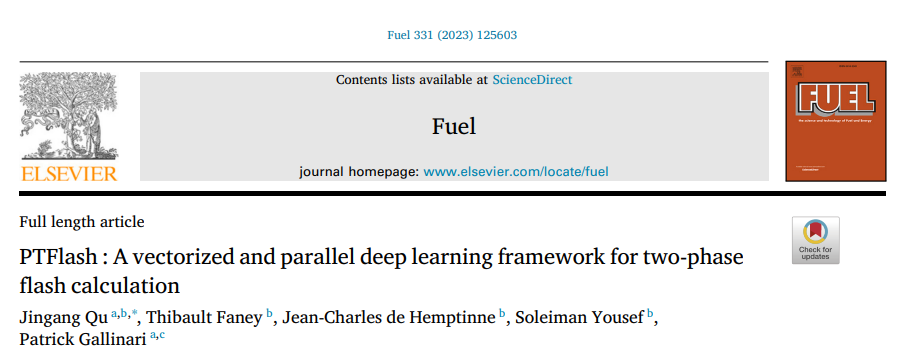 Fuel 331 (2023) 125603
Contents lists available at ScienceDirect
Fuel
journal homepage: www.elsevier.com/locate/fuel
ELSEVIER
FUEL
Full length article
Check for
updates
PTFlash : A vectorized and parallel deep learning framework for two-phase
flash calculation
Jingang Qu a,b,*, Thibault Faney b, Jean-Charles de Hemptinne b, Soleiman Yousef b,
Patrick Gallinari a,c